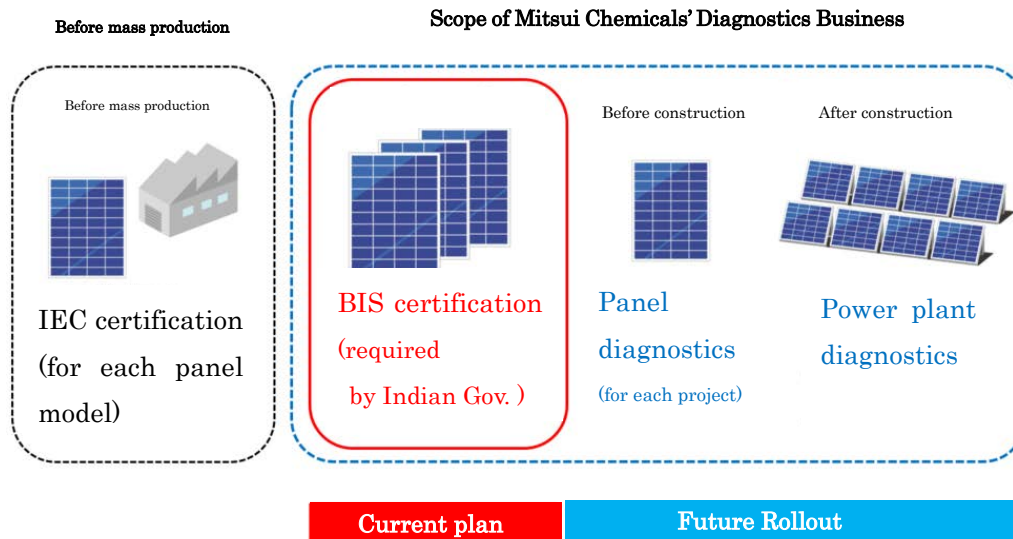 Before mass production
Scope of Mitsui Chemicals' Diagnostics Business
Before mass production
IEC certification
(for each panel
model)
BIS certification
(required
by Indian Gov. )
Before construction
Panel
diagnostics
(for each project)
After construction
Power plant
diagnostics
Current plan
Future Rollout